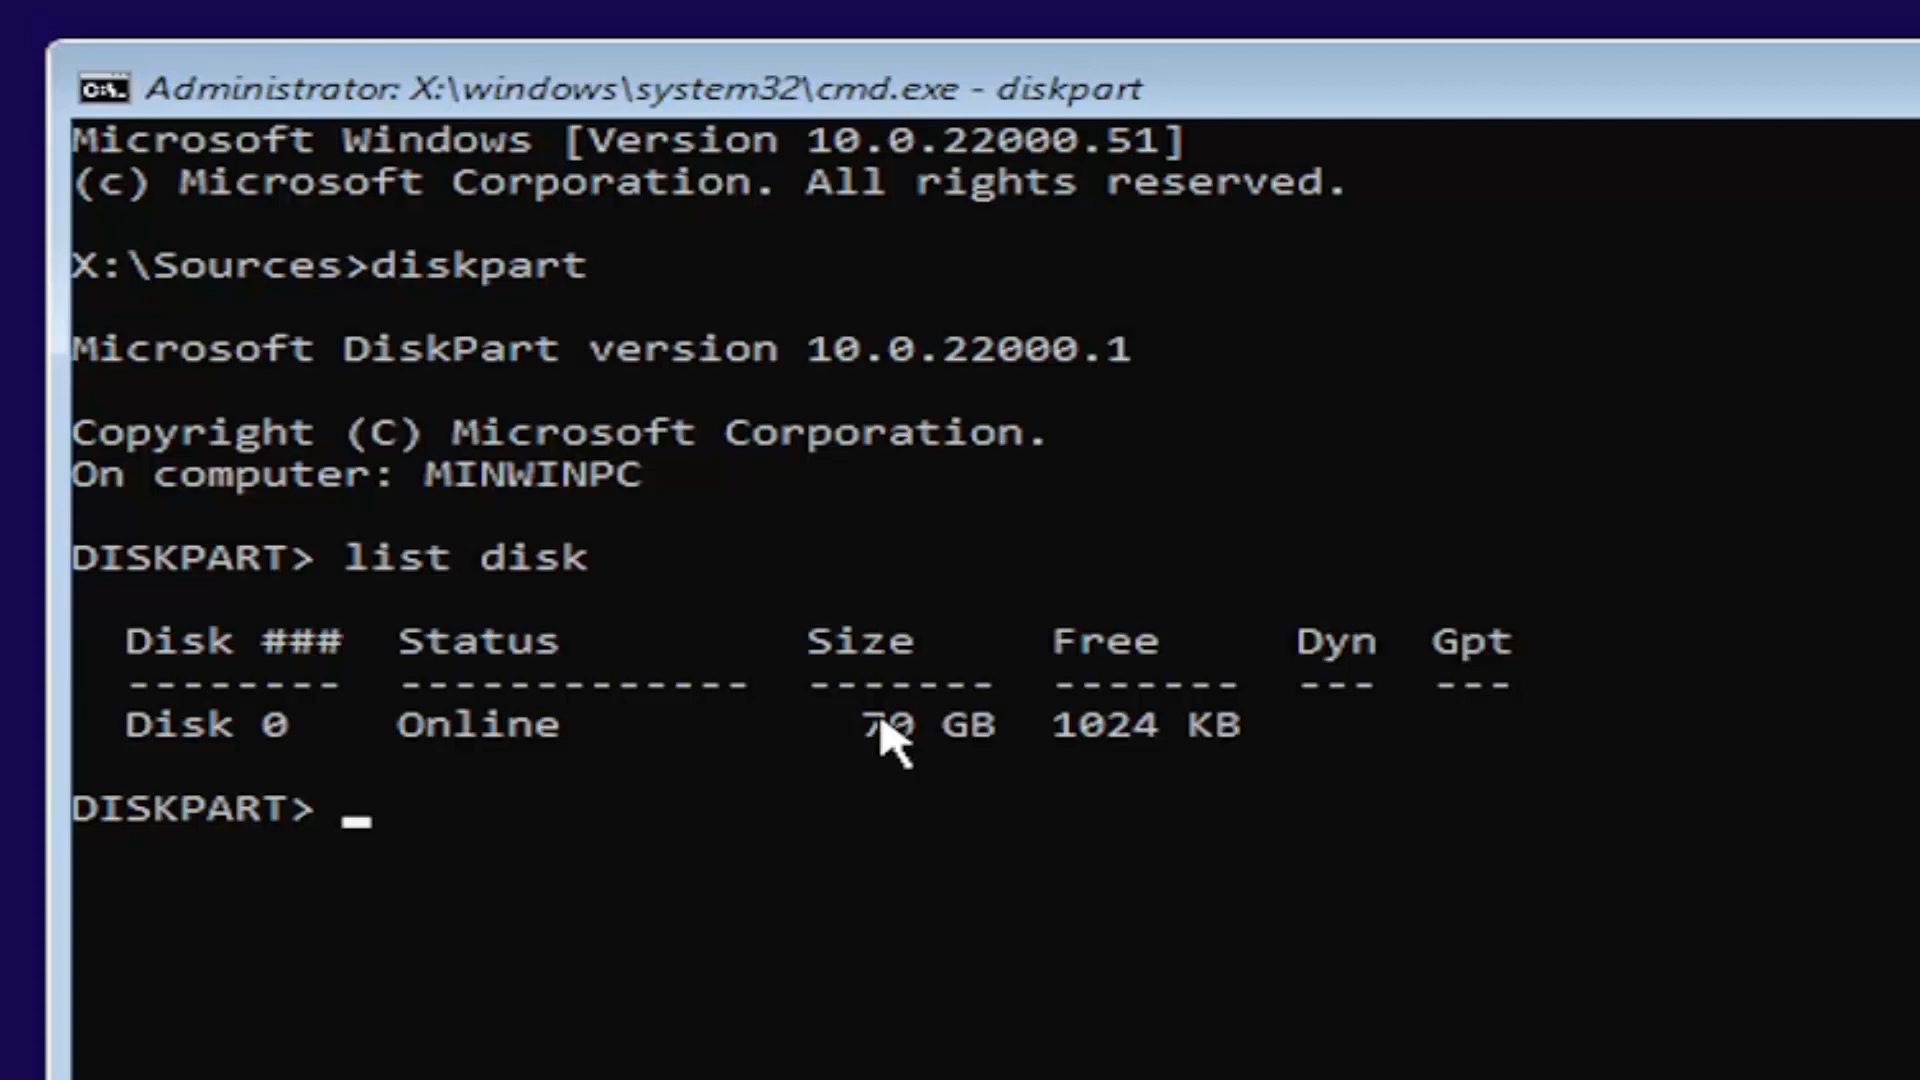 Administrator: X:\windows\system32\cmd.exe - diskpart
Microsoft Windows [Version 10.0.22000.51]
(c) Microsoft Corporation. All rights reserved.
X:\Sources>diskpart
Microsoft DiskPart version 10.0.22000.1
Copyright (C) Microsoft Corporation.
On computer: MINWINPC
DISKPART> list disk
Disk ###  Status         Size     Free     Dyn  Gpt
--------  -------------  -------  -------  ---  ---
Disk 0    Online           70 GB  1024 KB
DISKPART>